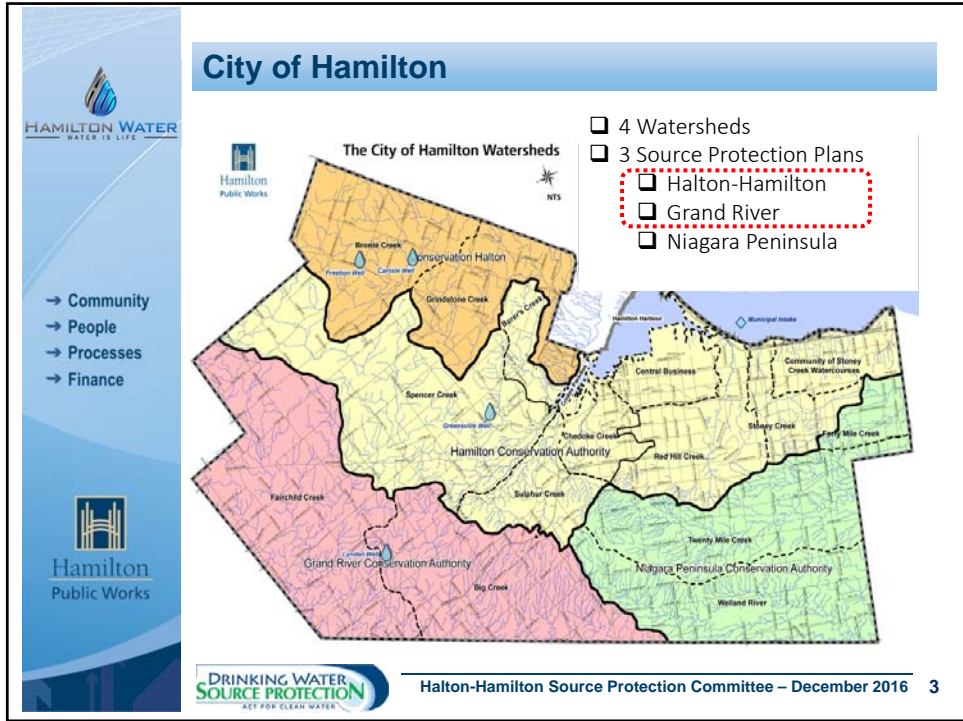 City of Hamilton
HAMILTON WATER
WATER IS LIFE
→ Community
→ People
→ Processes
→ Finance
Hamilton
Public Works
❑ 4 Watersheds
❑ 3 Source Protection Plans
❑ Halton-Hamilton
❑ Grand River
❑ Niagara Peninsula
Hamilton
Public Works
The City of Hamilton Watersheds
NTS
Bronte Creek
Conservation Halton
Freelton Well
Carlisle Well
Grindstone Creek
Borer's Creek
Hamilton Harbour
Municipal Intake
Central Business
Community of Stoney
Creek Watercourses
Spencer Creek
Greensville Well
Chedoke Creek
Stoney Creek
Forty Mile Creek
Hamilton Conservation Authority
Red Hill Creek
Sulphur Creek
Fairchild Creek
Lynden Well
Grand River Conservation Authority
Big Creek
Twenty Mile Creek
Niagara Peninsula Conservation Authority
Welland River
DRINKING WATER
SOURCE PROTECTION
ACT FOR CLEAN WATER
Halton-Hamilton Source Protection Committee – December 2016 3